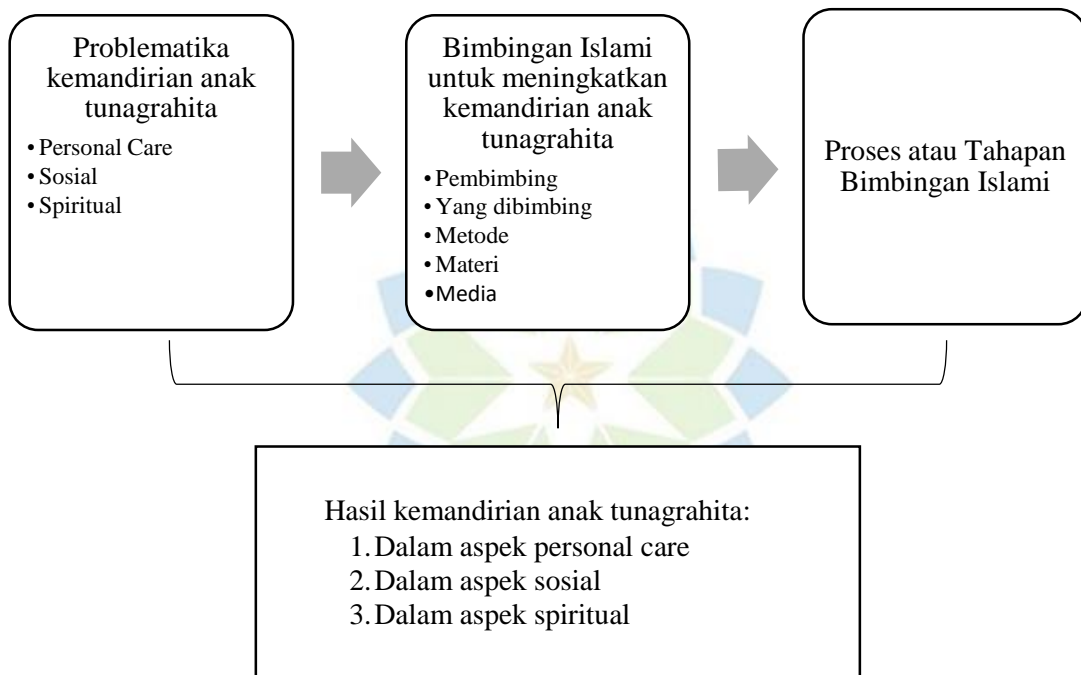 Problematika
kemandirian anak
tunagrahita
• Personal Care
• Sosial
• Spiritual
Bimbingan Islami
untuk meningkatkan
kemandirian anak
tunagrahita
• Pembimbing
• Yang dibimbing
• Metode
• Materi
• Media
Proses atau Tahapan
Bimbingan Islami
Hasil kemandirian anak tunagrahita:
1. Dalam aspek personal care
2. Dalam aspek sosial
3. Dalam aspek spiritual